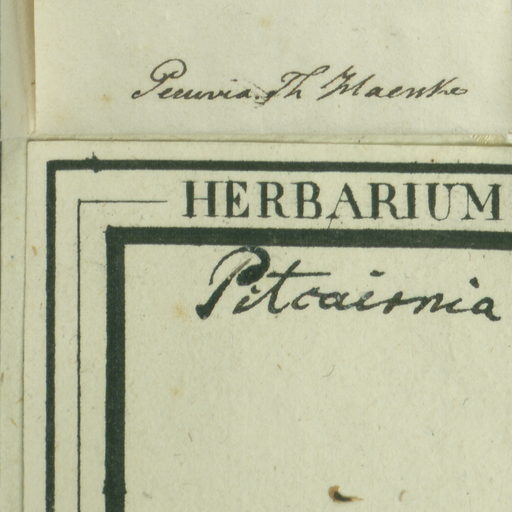 Peruvia. Th Haenke
HERBARIUM
Pitcairnia